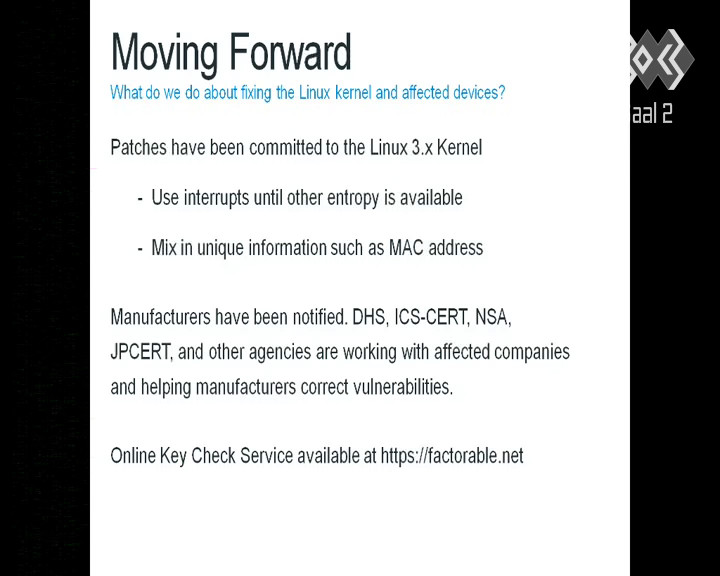 Moving Forward
What do we do about fixing the Linux kernel and affected devices?
Patches have been committed to the Linux 3.x Kernel
- Use interrupts until other entropy is available
- Mix in unique information such as MAC address
Manufacturers have been notified. DHS, ICS-CERT, NSA,
JPCERT, and other agencies are working with affected companies
and helping manufacturers correct vulnerabilities.
Online Key Check Service available at https://factorable.net
aal 2